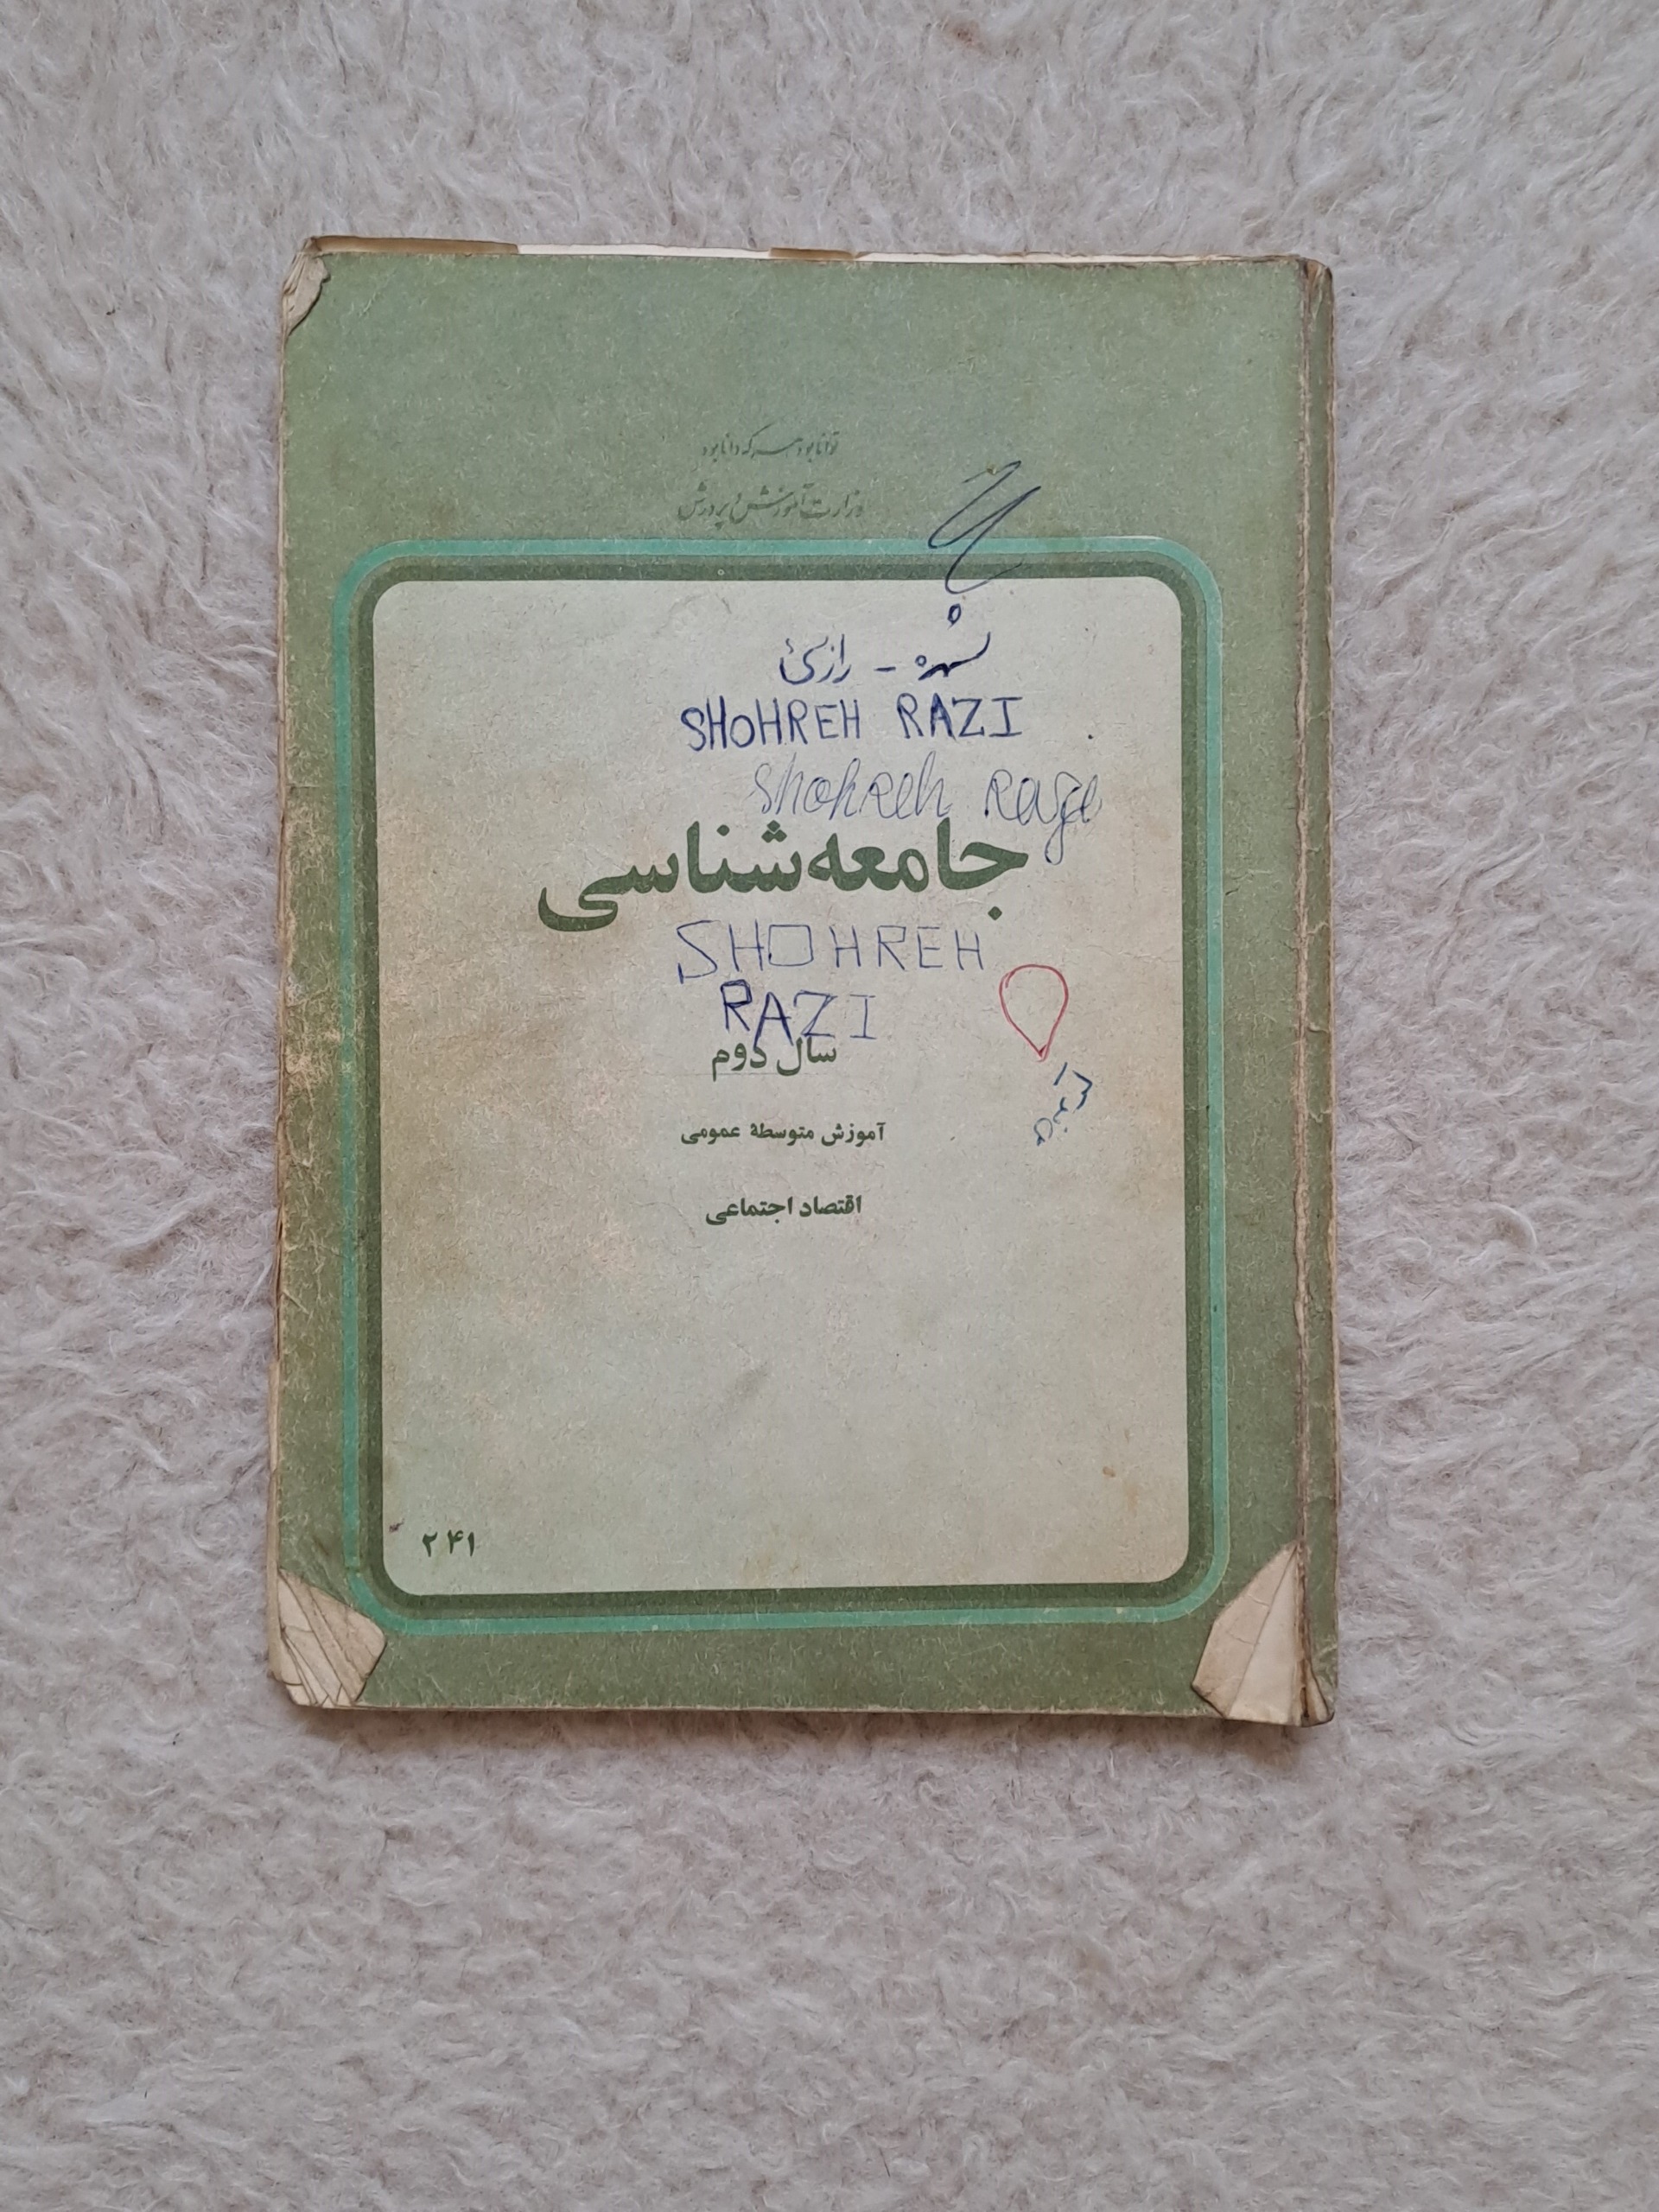 توانا بود هر که دانا بود
وزارت آموزش و پرورش
شهره - رازی
SHOHREH RAZI
Shohreh Razi
جامعه‌شناسی
SHOHREH
RAZI
سال دوم
آموزش متوسطهٔ عمومی
اقتصاد اجتماعی
۲۴۱